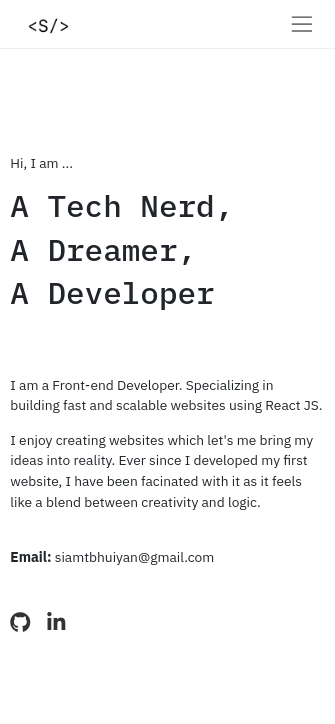 <S/>
Hi, I am ...
A Tech Nerd,
A Dreamer,
A Developer
I am a Front-end Developer. Specializing in
building fast and scalable websites using React JS.
I enjoy creating websites which let's me bring my
ideas into reality. Ever since I developed my first
website, I have been facinated with it as it feels
like a blend between creativity and logic.
Email: siamtbhuiyan@gmail.com
in